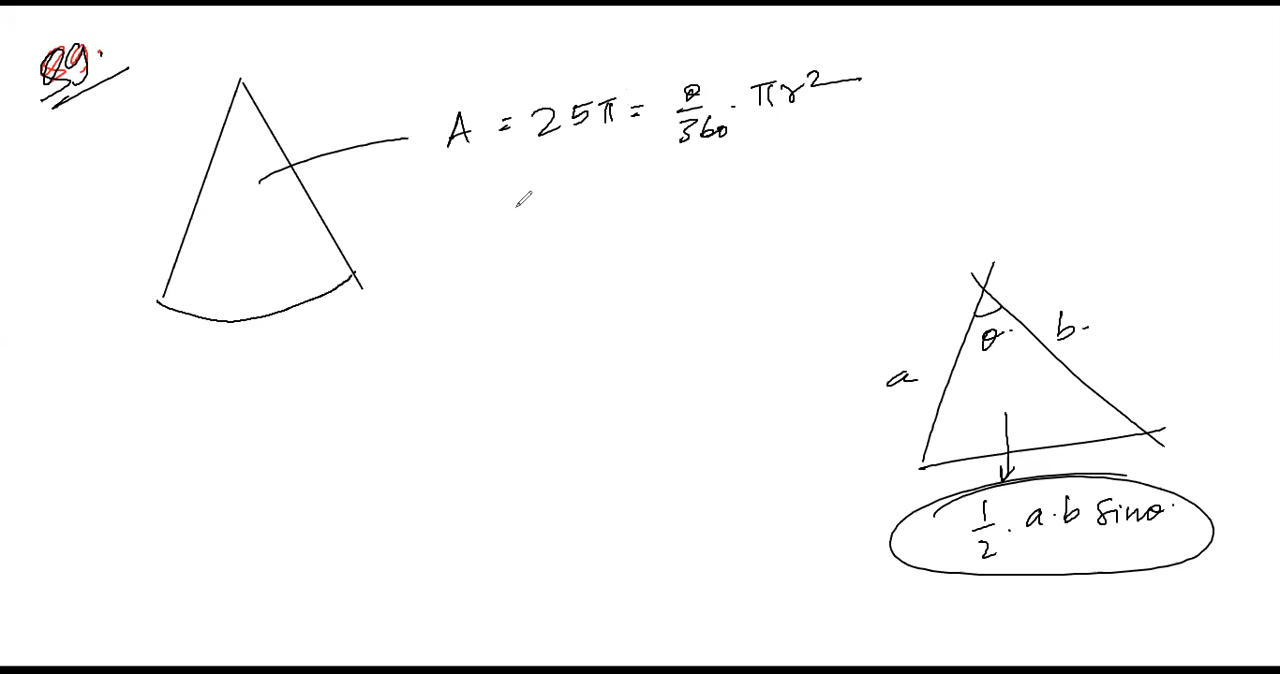 89.
A = 25π = θ/360 · πr²
θ.
b.
a
1/2 · a·b sinθ.